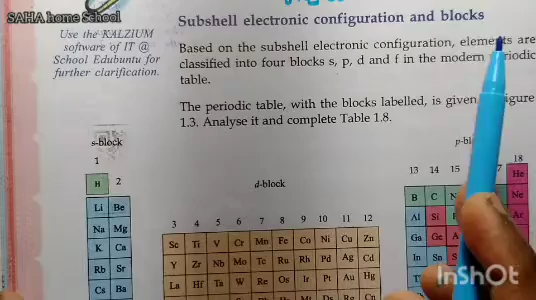 SAHA home School
Use the KALZIUM
software of IT @
School Edubuntu for
further clarification.
Subshell electronic configuration and blocks
Based on the subshell electronic configuration, elements are
classified into four blocks s, p, d and f in the modern
table.
The periodic table, with the blocks labelled, is given
1.3. Analyse it and complete Table 1.8.
s-block
1
H 2
Li Be
Na Mg
K Ca
Rb Sr
Cs Ba
d-block
3 4 5 6 7 8 9 10 11 12
Sc Ti V Cr Mn Fe Co Ni Cu Zn
Y Zr Nb Mo Tc Ru Rh Pd Ag Cd
La Hf Ta W Re Os Ir Pt Au Hg
Mt Ds Rg Cn
18
13 14 15
He
B C Ne
Al Si Ar
Ga Ge
In Sn
InShOt